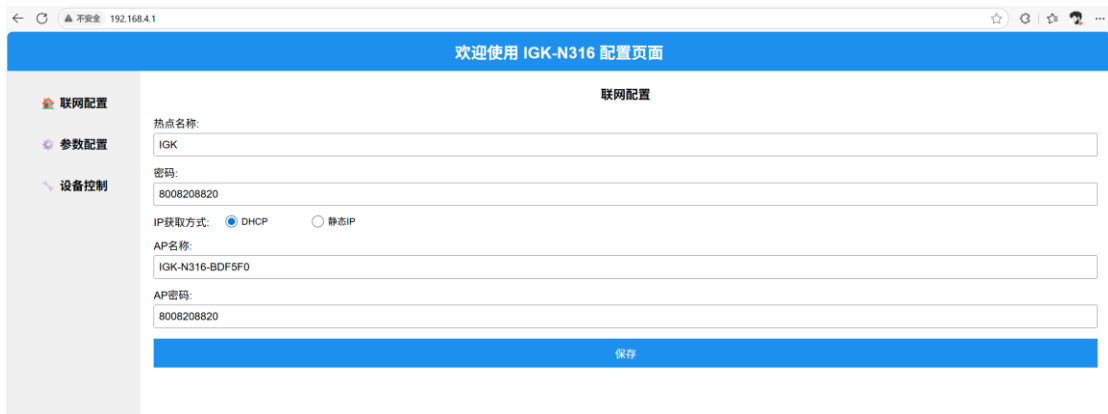 不安全 192.168.4.1
欢迎使用 IGK-N316 配置页面
联网配置
参数配置
设备控制
联网配置
热点名称:
IGK
密码:
8008208820
IP获取方式: DHCP 静态IP
AP名称:
IGK-N316-BDF5F0
AP密码:
8008208820
保存